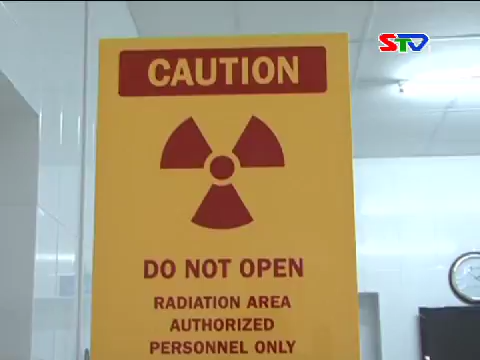 STV
CAUTION
DO NOT OPEN
RADIATION AREA
AUTHORIZED
PERSONNEL ONLY